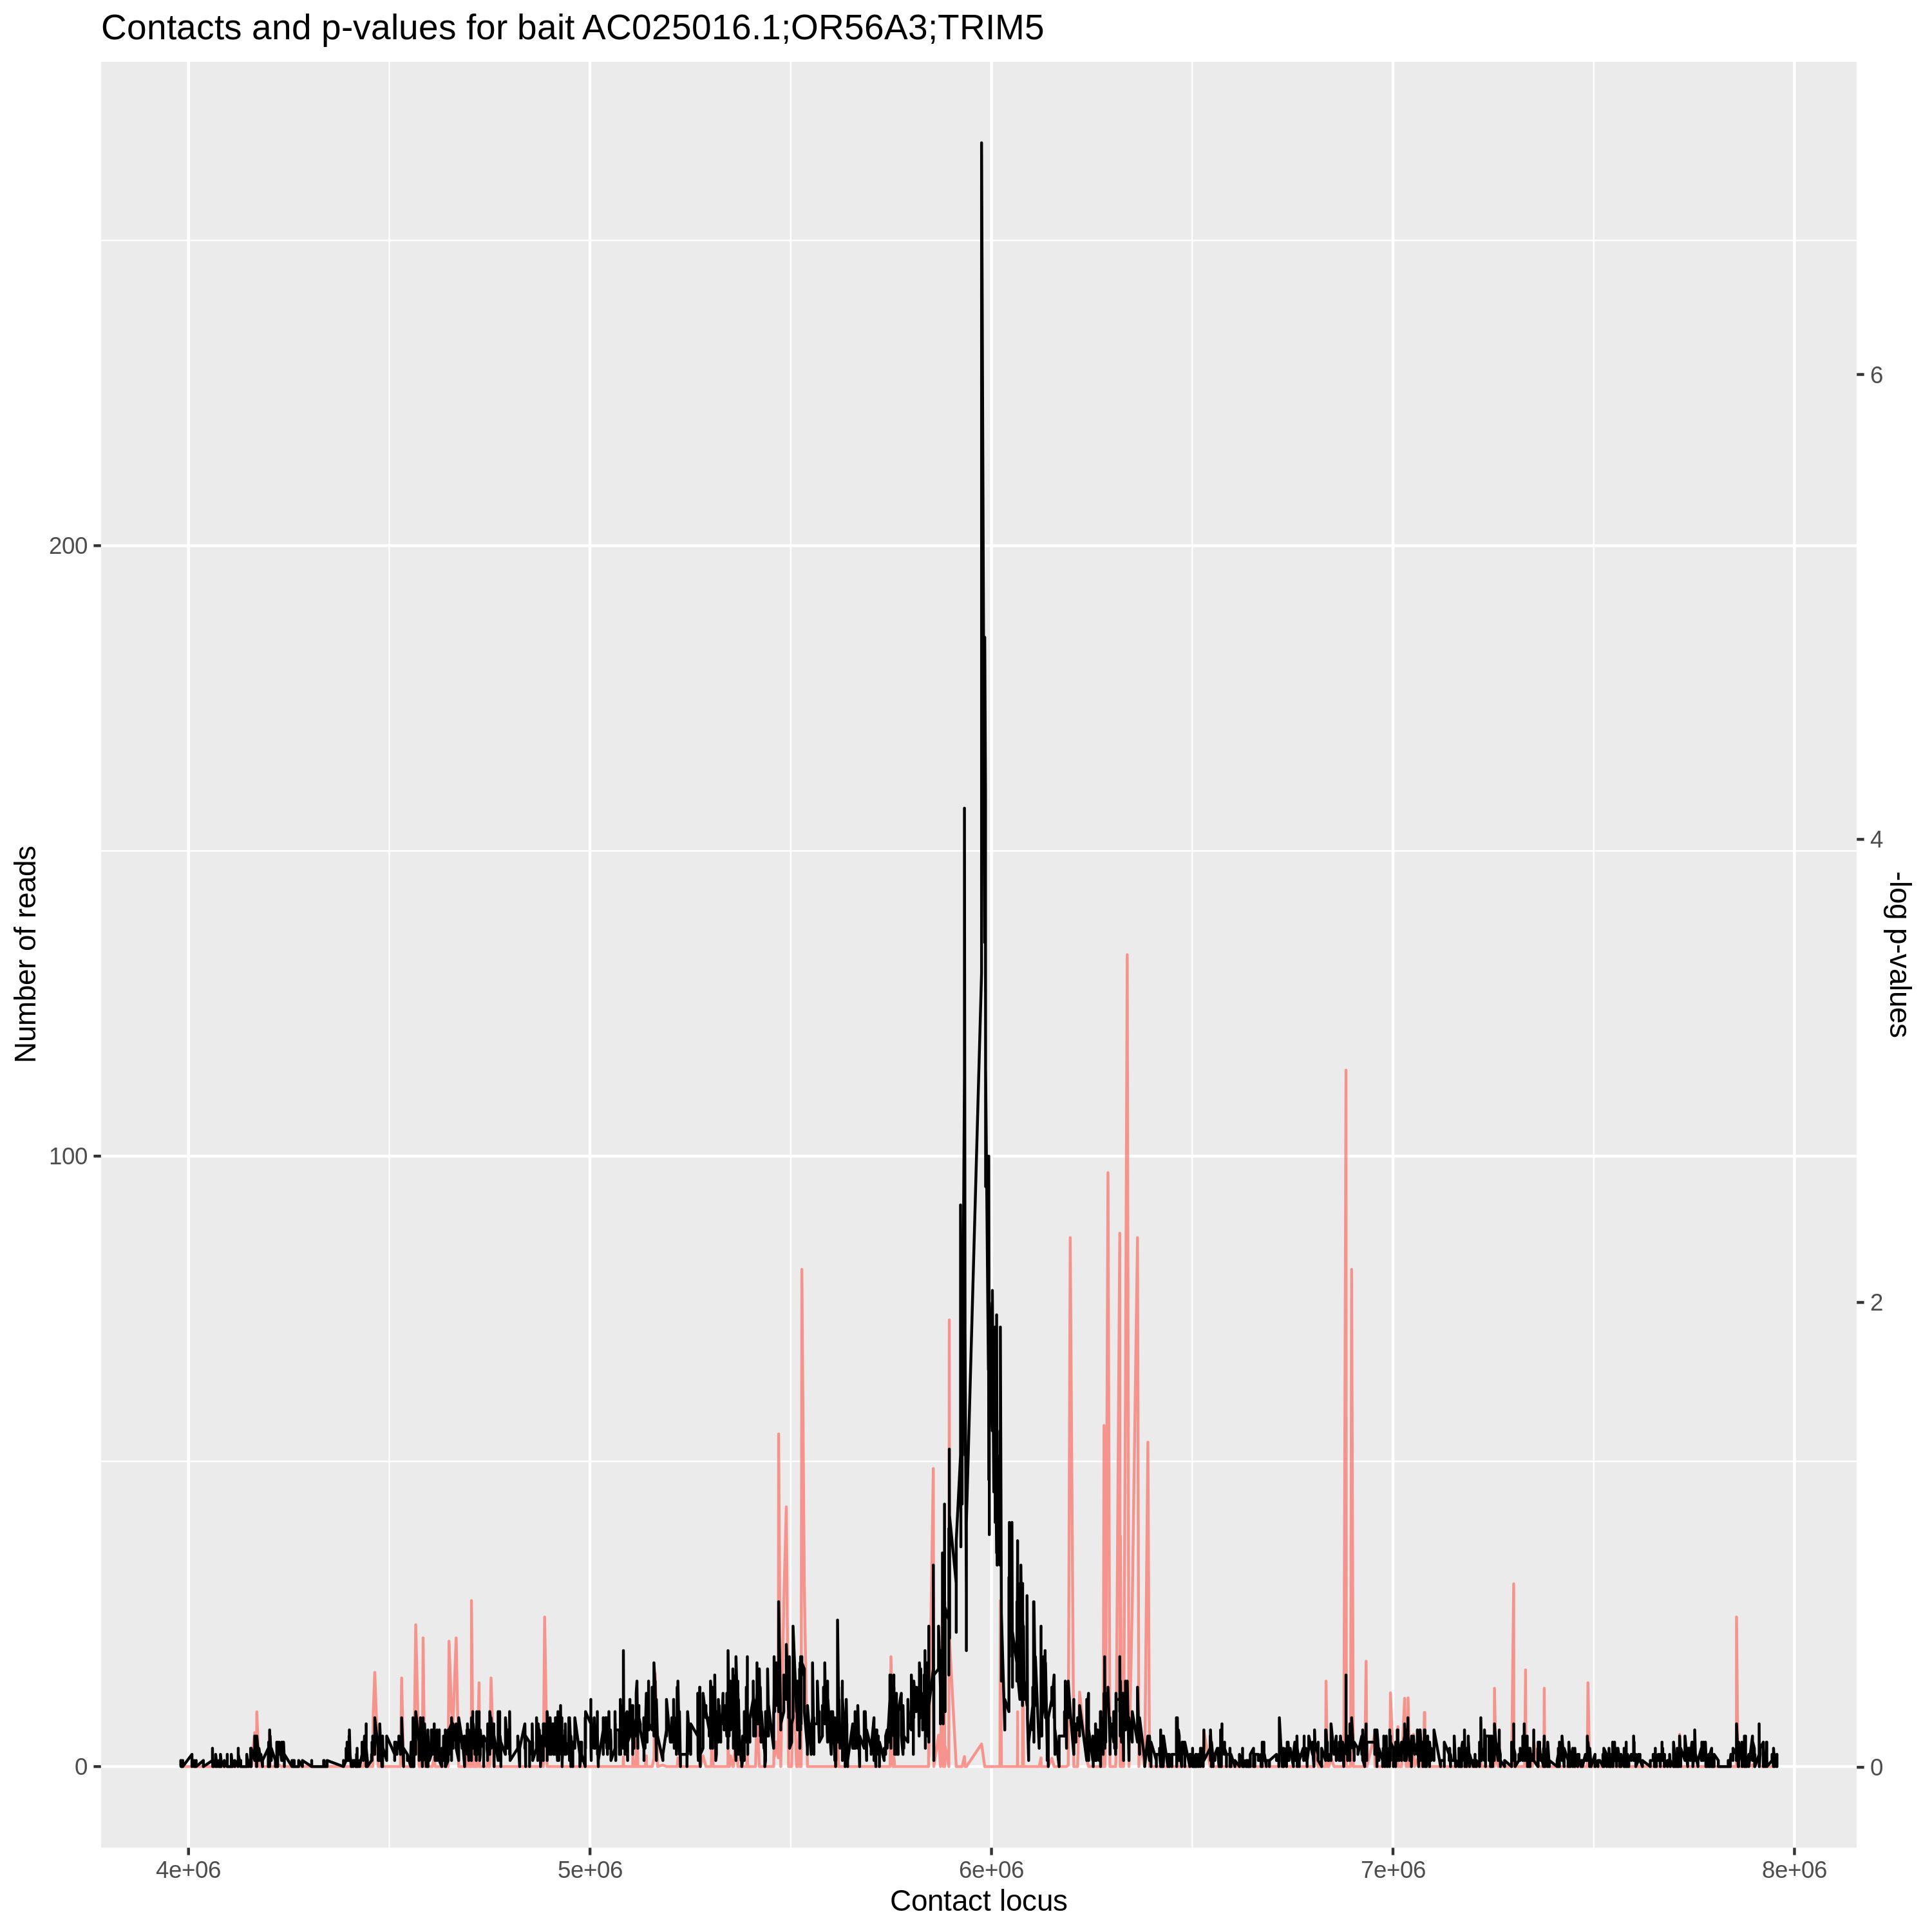 Contacts and p-values for bait AC025016.1;OR56A3;TRIM5
Number of reads
200
100
0
6
4
2
0
-log p-values
4e+06
5e+06
6e+06
7e+06
8e+06
Contact locus